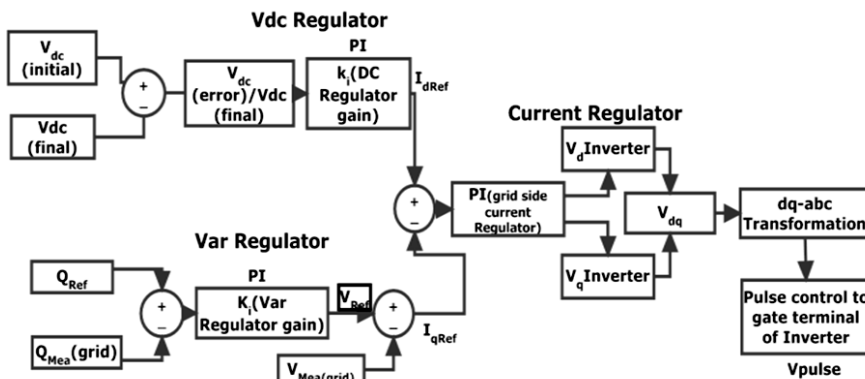 Vdc Regulator
V_dc
(initial)
Vdc
(final)
+
−
V_dc
(error)/Vdc
(final)
PI
k_i(DC
Regulator
gain)
I_dRef
Current Regulator
+
−
PI(grid side
current
Regulator)
V_d Inverter
V_q Inverter
V_dq
dq-abc
Transformation
Pulse control to
gate terminal
of Inverter
Vpulse
Var Regulator
Q_Ref
Q_Mea(grid)
+
−
PI
K_i(Var
Regulator gain)
V_Ref
+
−
I_qRef
V_Mea(grid)